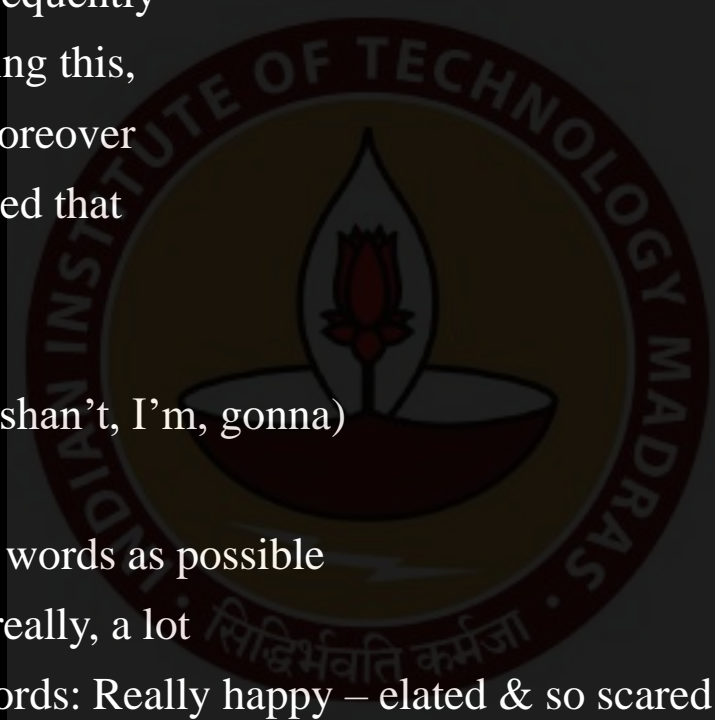 equently
ing this,
oreover
ed that
shan’t, I’m, gonna)
words as possible
really, a lot
ords: Really happy – elated & so scared
INDIAN INSTITUTE OF TECHNOLOGY MADRAS
सिद्धिर्भवति कर्मजा